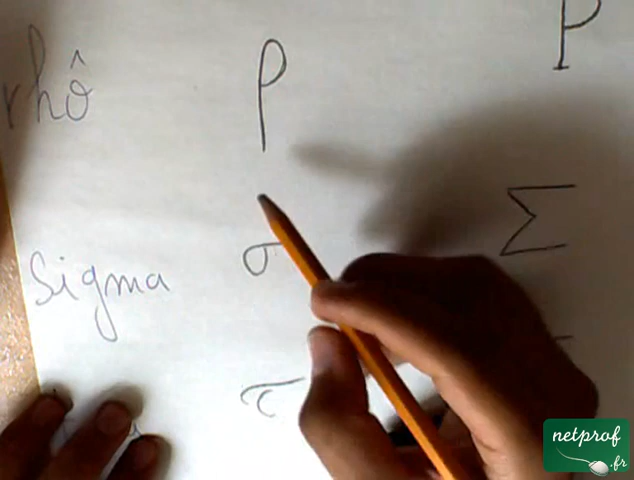 rhô ρ Ρ
Sigma σ Σ
τ
netprof
.fr